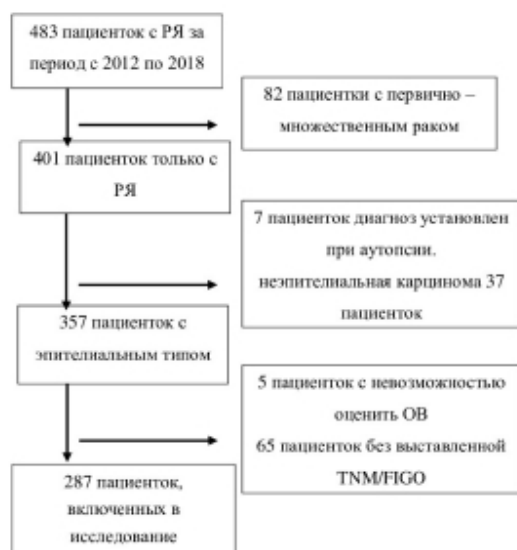 483 пациенток с РЯ за
период с 2012 по 2018
82 пациентки с первично –
множественным раком
401 пациенток только с
РЯ
7 пациенток диагноз установлен
при аутопсии.
неэпителиальная карцинома 37
пациенток
357 пациенток с
эпителиальным типом
5 пациенток с невозможностью
оценить ОВ
65 пациенток без выставленной
TNM/FIGO
287 пациенток,
включенных в
исследование